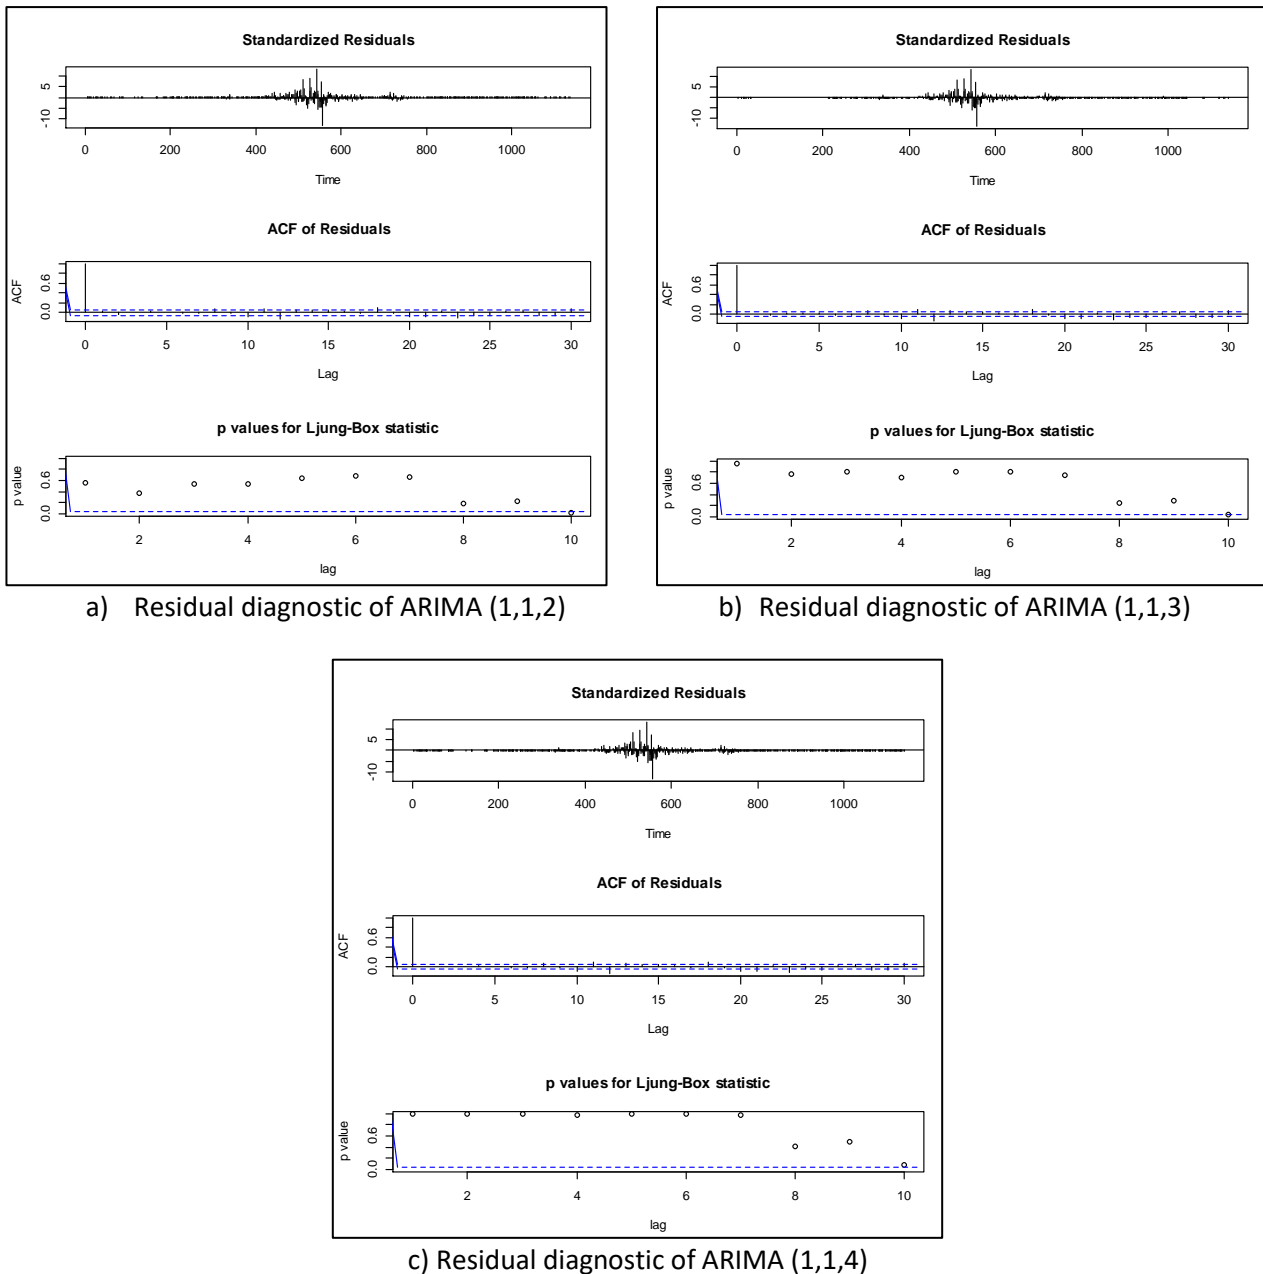 Standardized Residuals
5
-10
0 200 400 600 800 1000
Time
ACF of Residuals
ACF
0.0 0.6
0 5 10 15 20 25 30
Lag
p values for Ljung-Box statistic
p value
0.0 0.6
2 4 6 8 10
lag
a) Residual diagnostic of ARIMA (1,1,2)
Standardized Residuals
5
-10
0 200 400 600 800 1000
Time
ACF of Residuals
ACF
0.0 0.6
0 5 10 15 20 25 30
Lag
p values for Ljung-Box statistic
p value
0.0 0.6
2 4 6 8 10
lag
b) Residual diagnostic of ARIMA (1,1,3)
Standardized Residuals
5
-10
0 200 400 600 800 1000
Time
ACF of Residuals
ACF
0.0 0.6
0 5 10 15 20 25 30
Lag
p values for Ljung-Box statistic
p value
0.0 0.6
2 4 6 8 10
lag
c) Residual diagnostic of ARIMA (1,1,4)